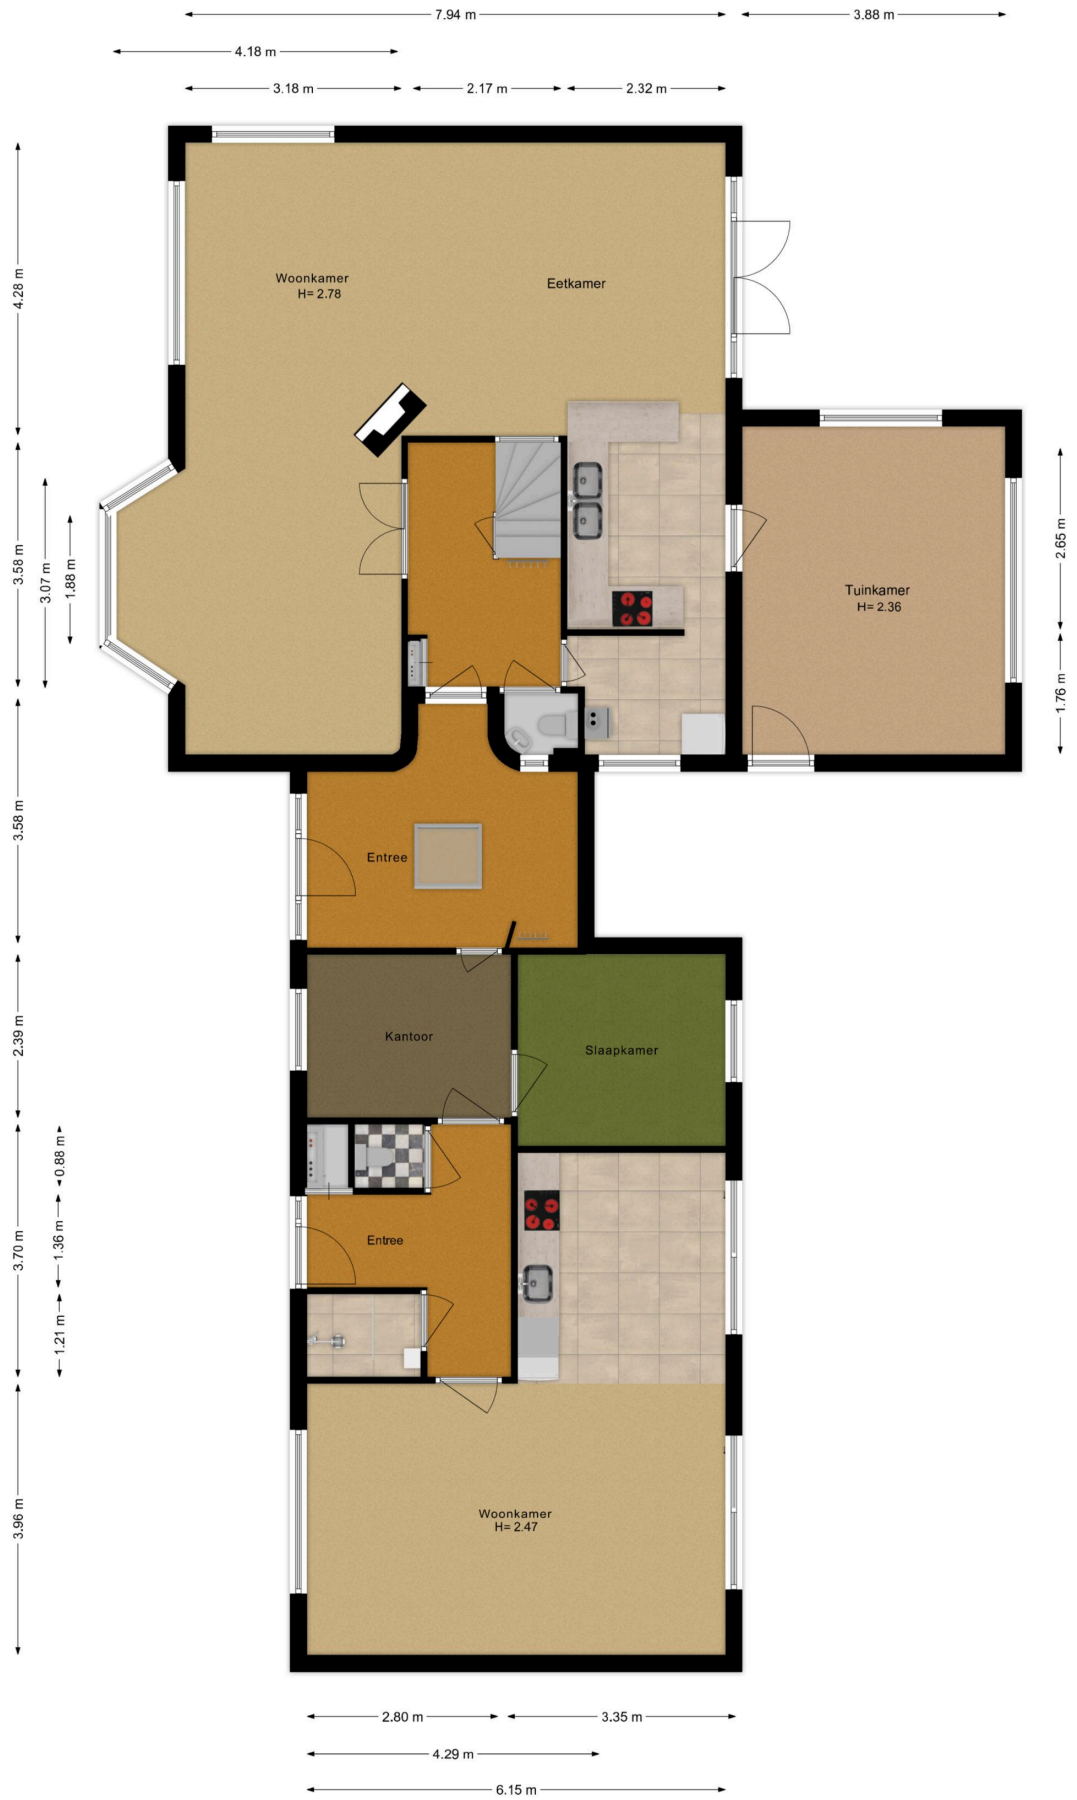 7.94 m
3.88 m
4.18 m
3.18 m
2.17 m
2.32 m
4.28 m
Woonkamer
H= 2.78
Eetkamer
3.58 m
3.07 m
1.88 m
2.65 m
Tuinkamer
H= 2.36
1.76 m
3.58 m
Entree
2.39 m
Kantoor
Slaapkamer
0.88 m
3.70 m
1.36 m
Entree
1.21 m
3.96 m
Woonkamer
H= 2.47
2.80 m
3.35 m
4.29 m
6.15 m